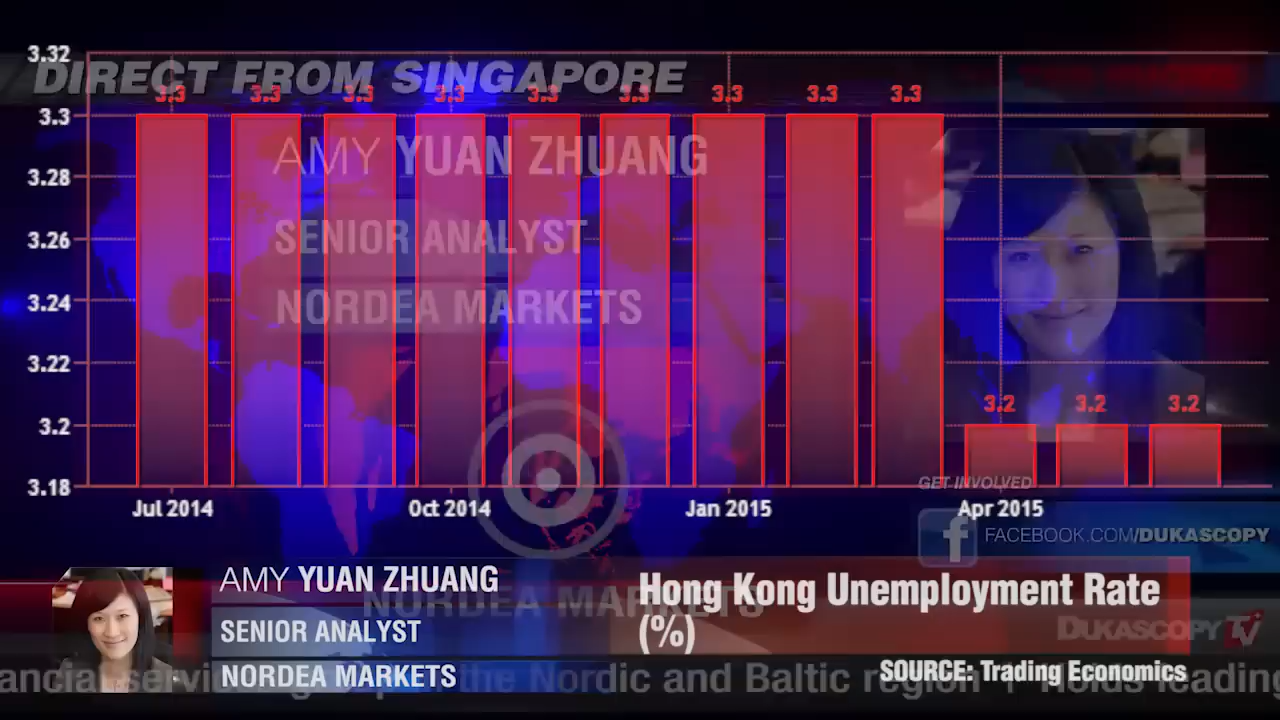 3.32
DIRECT FROM SINGAPORE
3.3 3.3 3.3 3.3 3.3 3.3 3.3 3.3 3.3
3.3
AMY YUAN ZHUANG
3.28
SENIOR ANALYST
3.26
NORDEA MARKETS
3.24
3.22
3.2 3.2 3.2
3.2
3.18
GET INVOLVED
Jul 2014 Oct 2014 Jan 2015 Apr 2015
f FACEBOOK.COM/DUKASCOPY
AMY YUAN ZHUANG
SENIOR ANALYST
NORDEA MARKETS
NORDEA MARKETS
Hong Kong Unemployment Rate
(%)
DUKASCOPY TV
SOURCE: Trading Economics
the Nordic and Baltic region